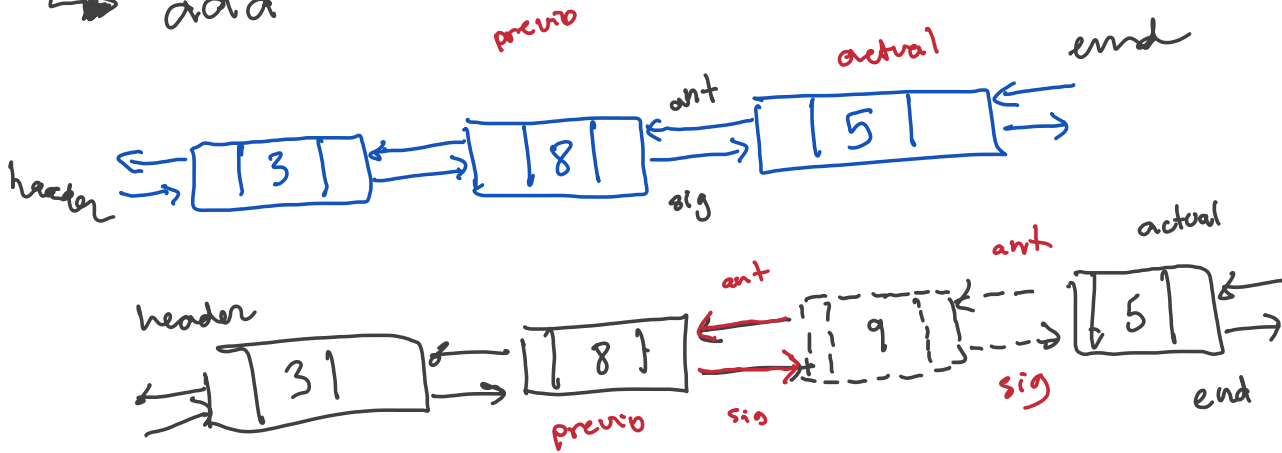 add
previo
actual
end
ant
3
8
5
header
sig
actual
ant
ant
header
3
8
9
5
previo
sig
sig
end